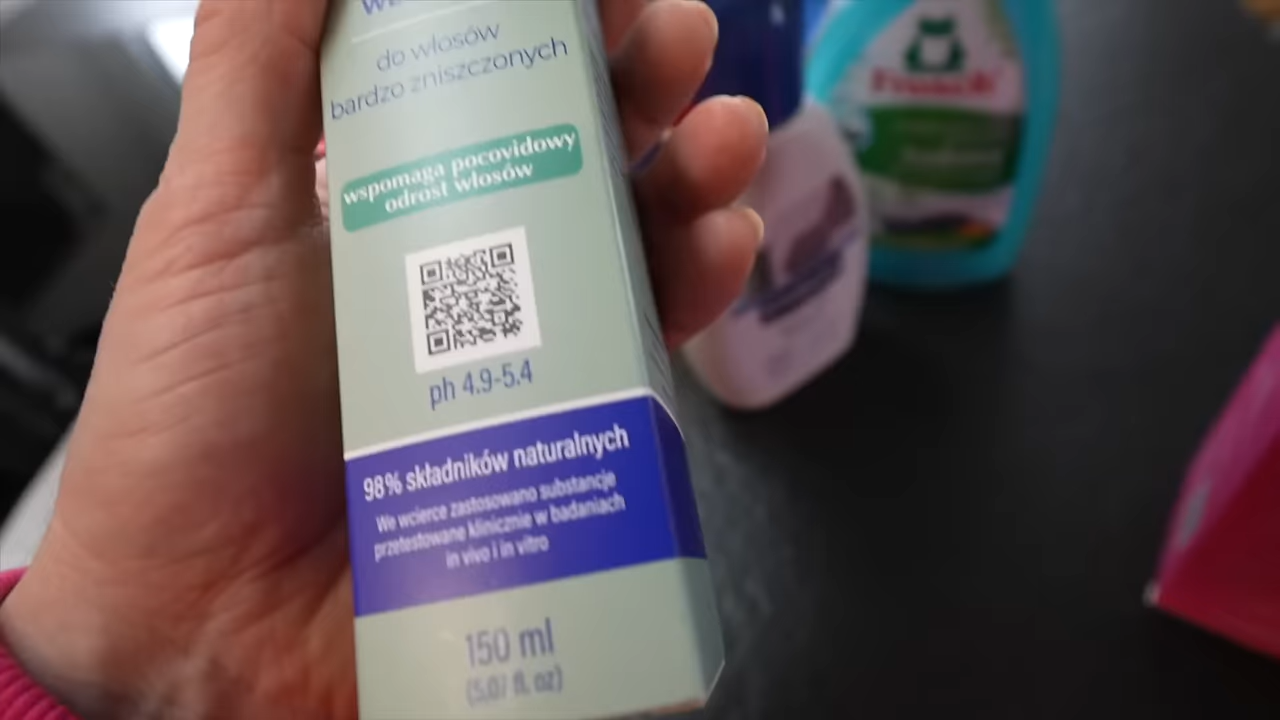 do włosów
bardzo zniszczonych
wspomaga pocovidowy
odrost włosów
ph 4.9-5.4
98% składników naturalnych
We wcierce zastosowano substancje
przetestowane klinicznie w badaniach
in vivo i in vitro
150 ml
(5.07 fl. oz)
Frosch